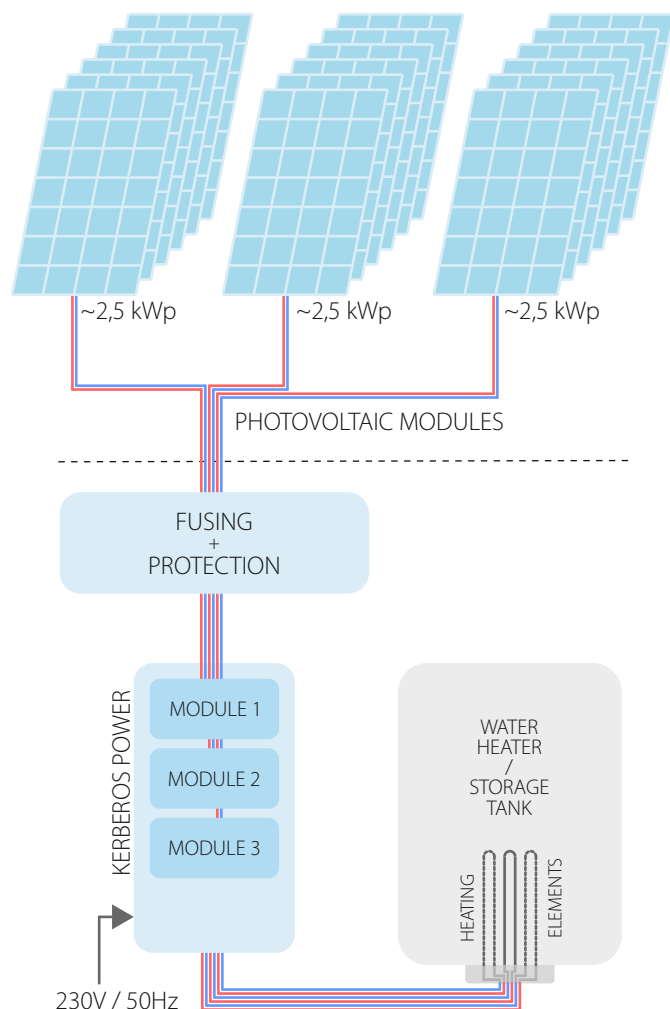 ~2,5 kWp
~2,5 kWp
~2,5 kWp
PHOTOVOLTAIC MODULES
FUSING
+
PROTECTION
KERBEROS POWER
MODULE 1
MODULE 2
MODULE 3
230V / 50Hz
WATER
HEATER
/
STORAGE
TANK
HEATING
ELEMENTS